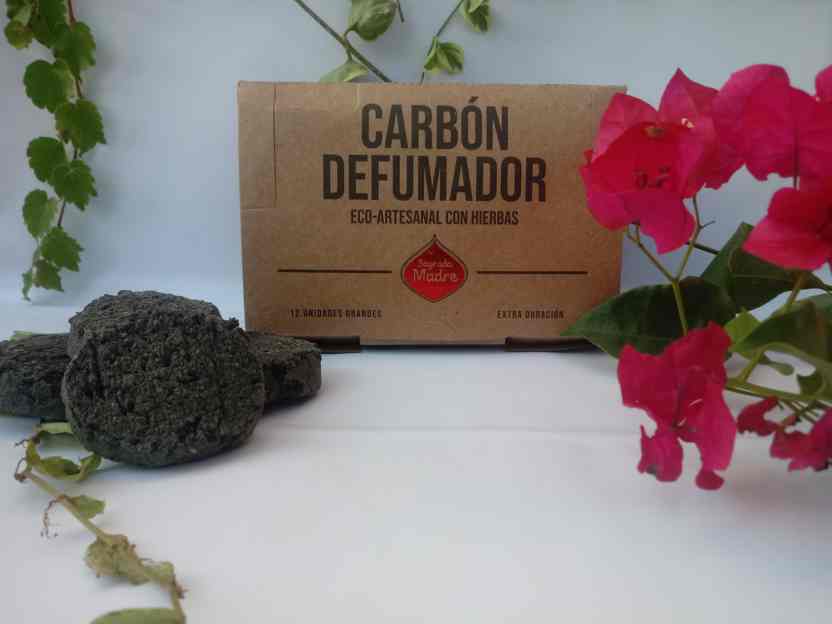 CARBÓN
DEFUMADOR
ECO-ARTESANAL CON HIERBAS
Sagrada
Madre
12 UNIDADES GRANDES
EXTRA DURACIÓN